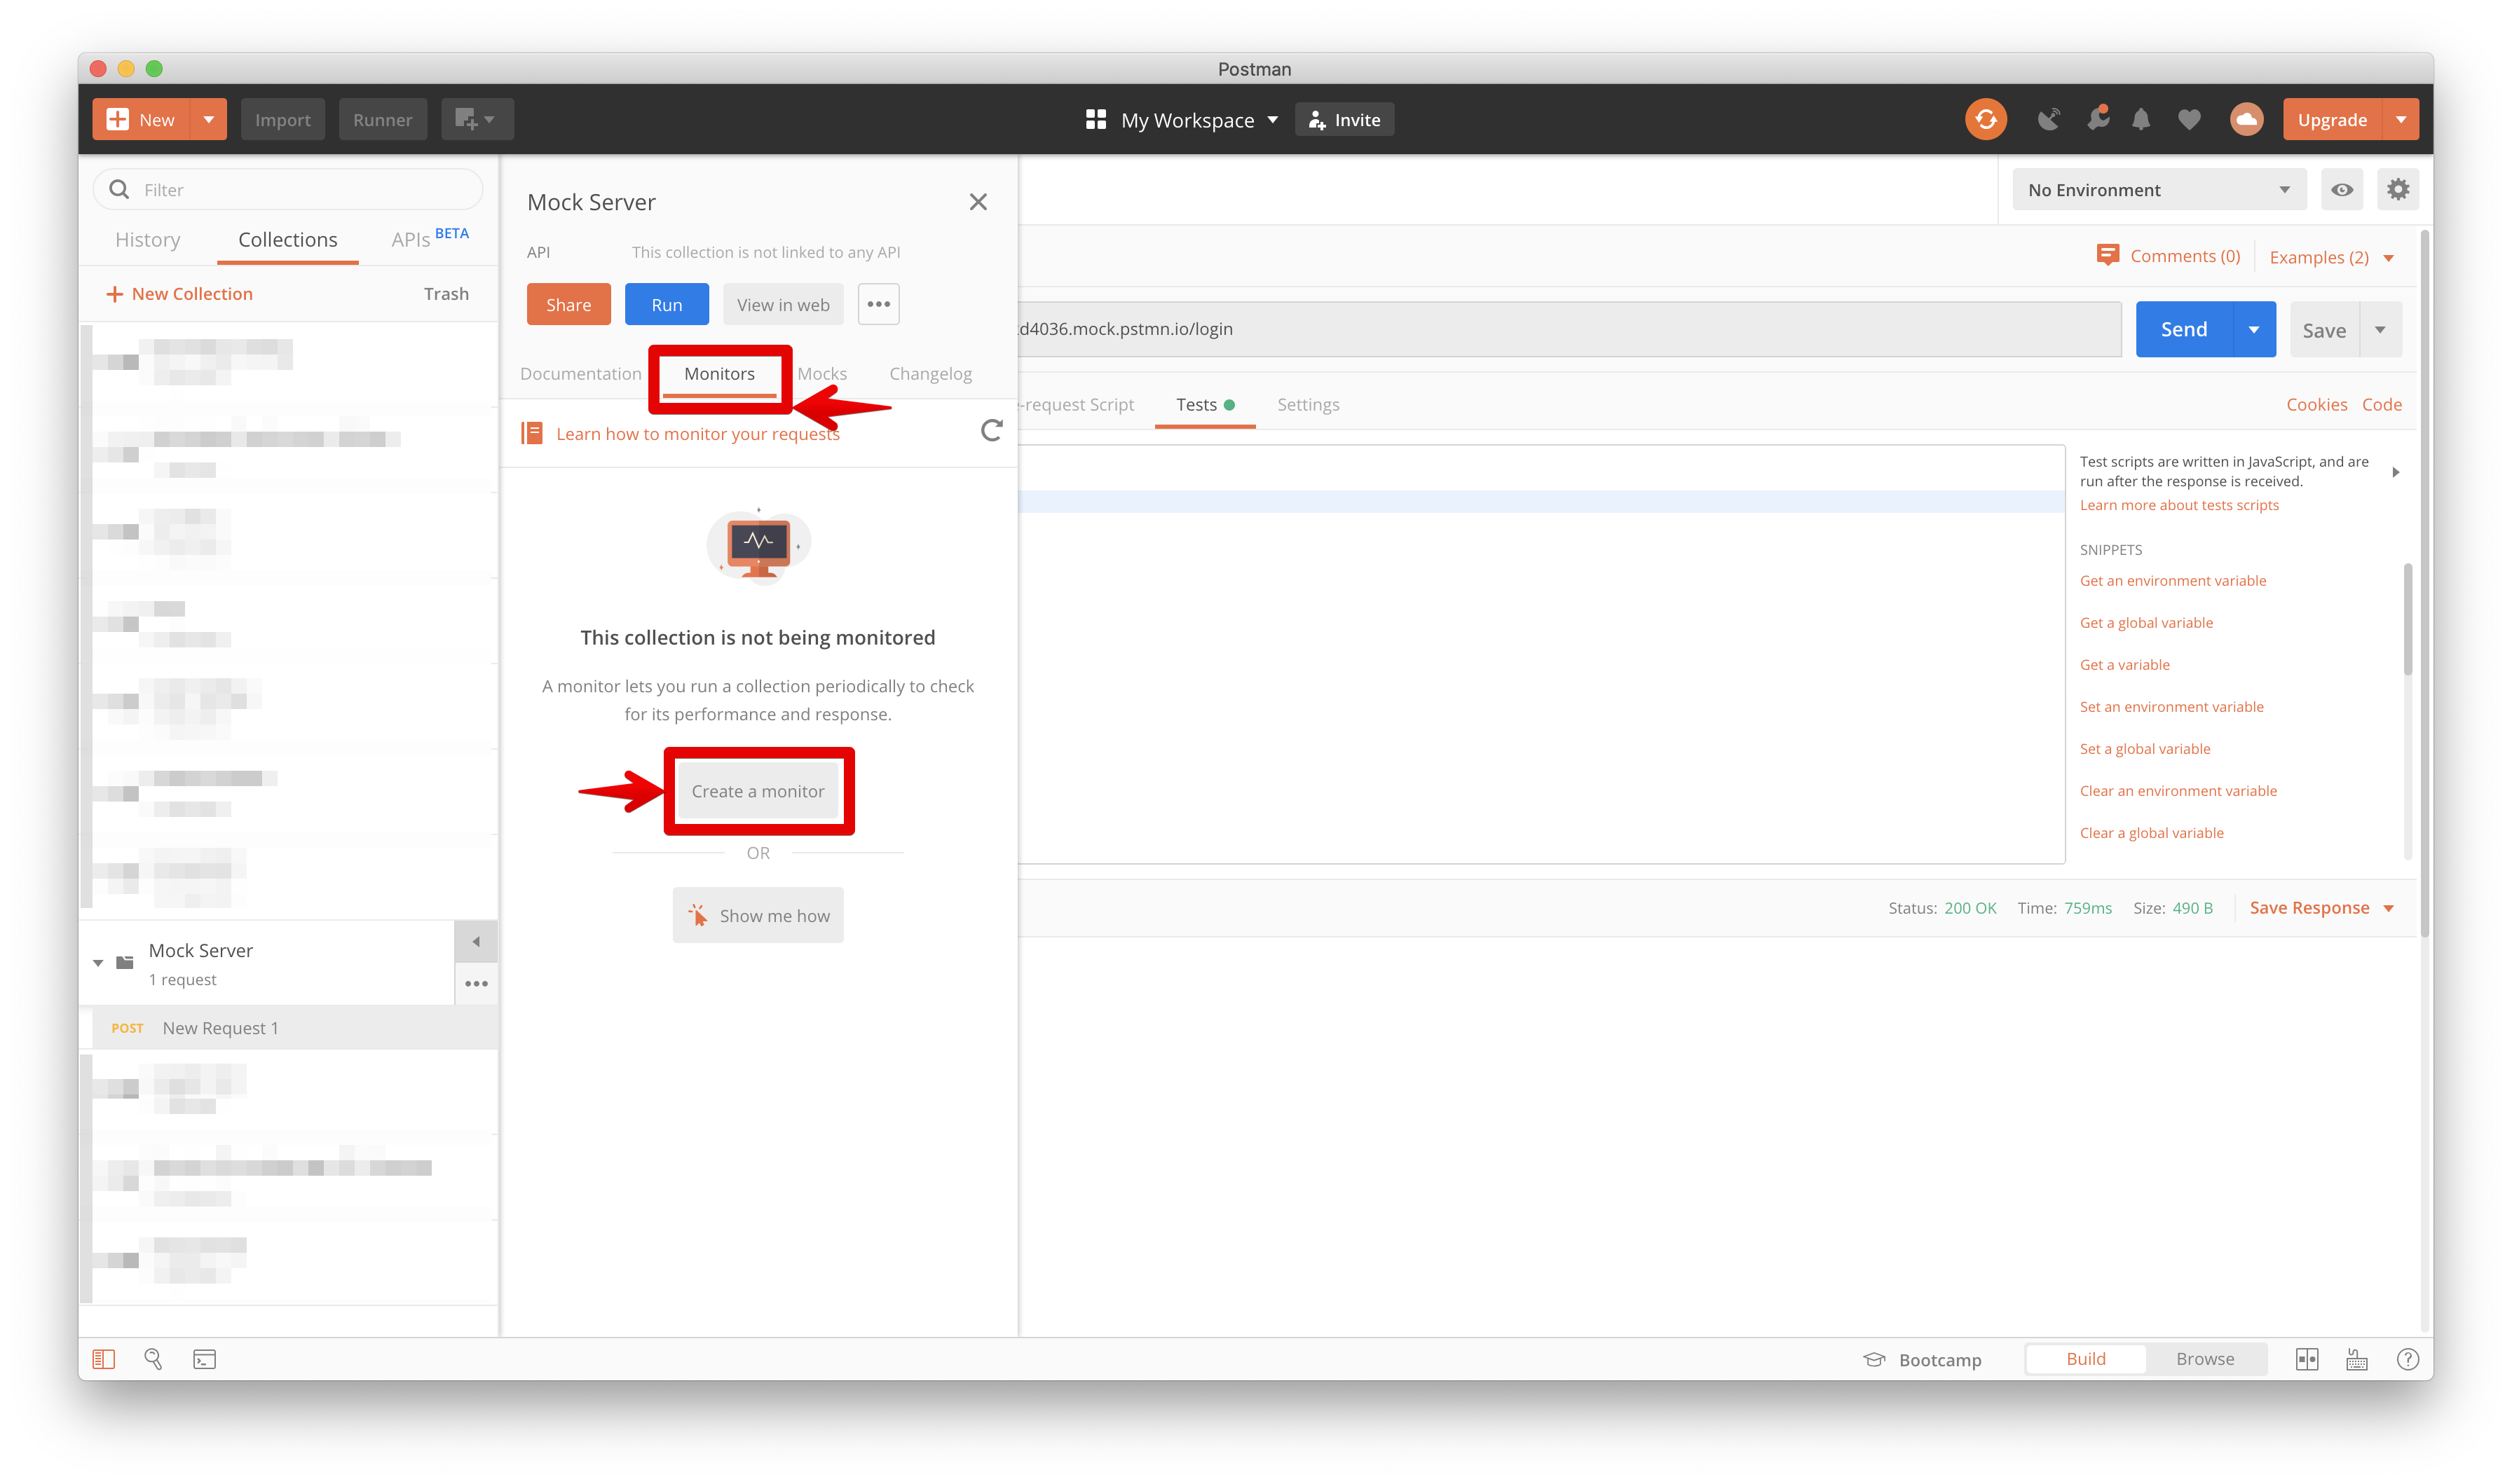 Postman
New
Import
Runner
My Workspace
Invite
Upgrade
Filter
History
Collections
APIs BETA
New Collection
Trash
Mock Server
1 request
POST New Request 1
Mock Server
API
This collection is not linked to any API
Share
Run
View in web
Documentation
Monitors
Mocks
Changelog
Learn how to monitor your requests
This collection is not being monitored
A monitor lets you run a collection periodically to check
for its performance and response.
Create a monitor
OR
Show me how
No Environment
Comments (0)
Examples (2)
d4036.mock.pstmn.io/login
Send
Save
e-request Script
Tests
Settings
Cookies
Code
Test scripts are written in JavaScript, and are
run after the response is received.
Learn more about tests scripts
SNIPPETS
Get an environment variable
Get a global variable
Get a variable
Set an environment variable
Set a global variable
Clear an environment variable
Clear a global variable
Status: 200 OK
Time: 759ms
Size: 490 B
Save Response
Bootcamp
Build
Browse